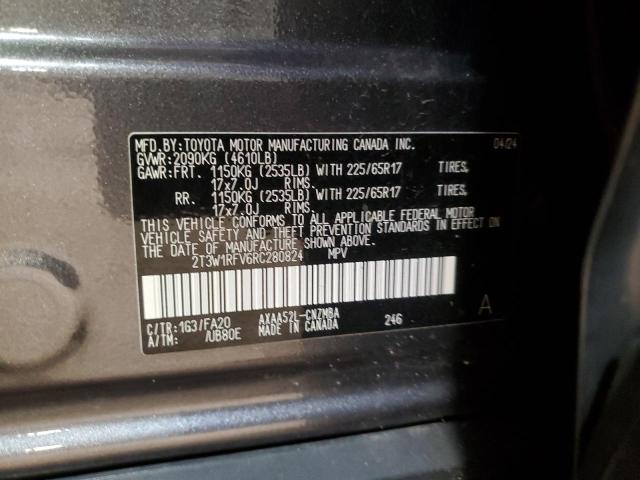 MFD.BY:TOYOTA MOTOR MANUFACTURING CANADA INC. 04/24
GVWR:2090KG (4610LB)
GAWR:FRT. 1150KG (2535LB) WITH 225/65R17 TIRES,
17x7.0J RIMS.
RR. 1150KG (2535LB) WITH 225/65R17 TIRES,
17x7.0J RIMS.
THIS VEHICLE CONFORMS TO ALL APPLICABLE FEDERAL MOTOR
VEHICLE SAFETY AND THEFT PREVENTION STANDARDS IN EFFECT ON
THE DATE OF MANUFACTURE SHOWN ABOVE.
2T3W1RFV6RC280824 MPV
C/TR:163/FA20 AXAA52L-CNZMBA 246 A
A/TM: /UB80E MADE IN CANADA